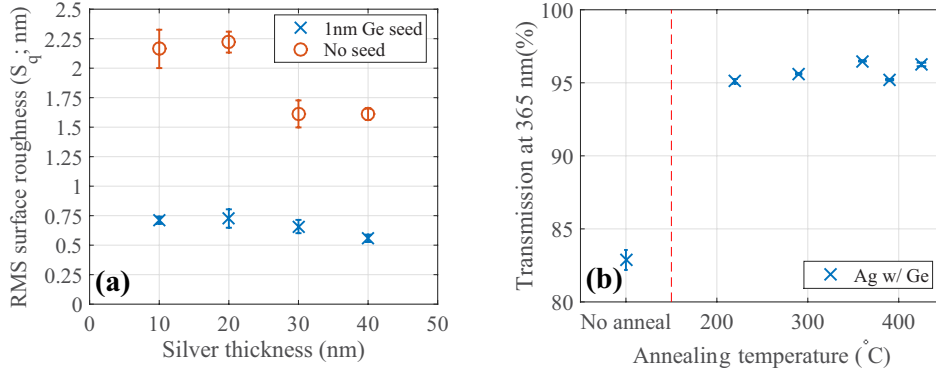 2.5
2.25
2
1.75
1.5
1.25
1
0.75
0.5
0.25
0
0 10 20 30 40 50
RMS surface roughness (Sq; nm)
Silver thickness (nm)
1nm Ge seed
No seed
(a)
100
95
90
85
80
No anneal 200 300 400
Transmission at 365 nm(%)
Annealing temperature (°C)
Ag w/ Ge
(b)